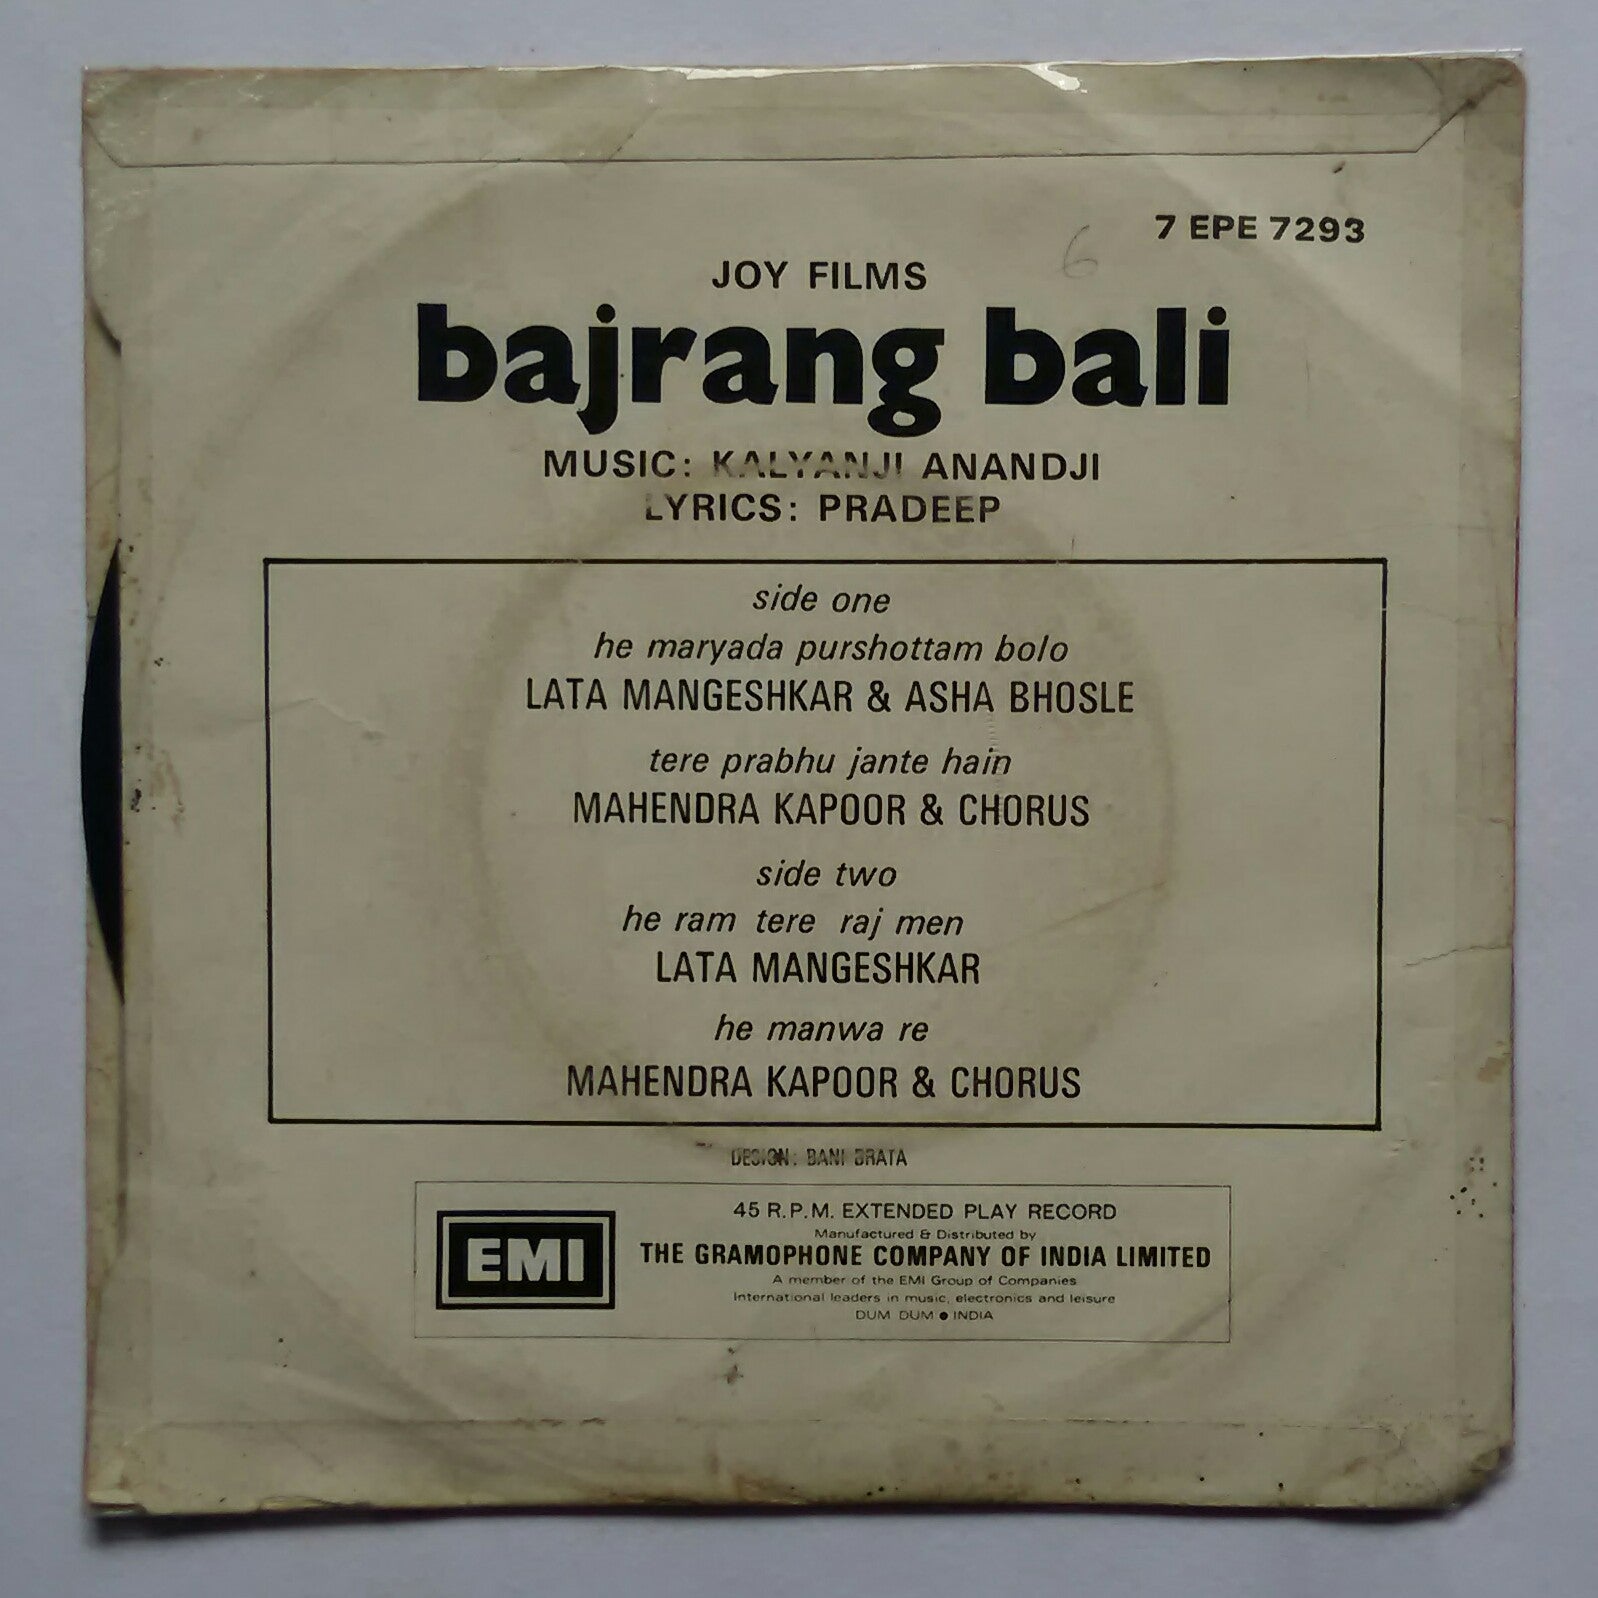 7 EPE 7293
6
JOY FILMS
bajrang bali
MUSIC: KALYANJI ANANDJI
LYRICS: PRADEEP
side one
he maryada purshottam bolo
LATA MANGESHKAR & ASHA BHOSLE
tere prabhu jante hain
MAHENDRA KAPOOR & CHORUS
side two
he ram tere raj men
LATA MANGESHKAR
he manwa re
MAHENDRA KAPOOR & CHORUS
DESIGN: BANI BRATA
EMI
45 R.P.M. EXTENDED PLAY RECORD
Manufactured & Distributed by
THE GRAMOPHONE COMPANY OF INDIA LIMITED
A member of the EMI Group of Companies
International leaders in music, electronics and leisure
DUM DUM ● INDIA